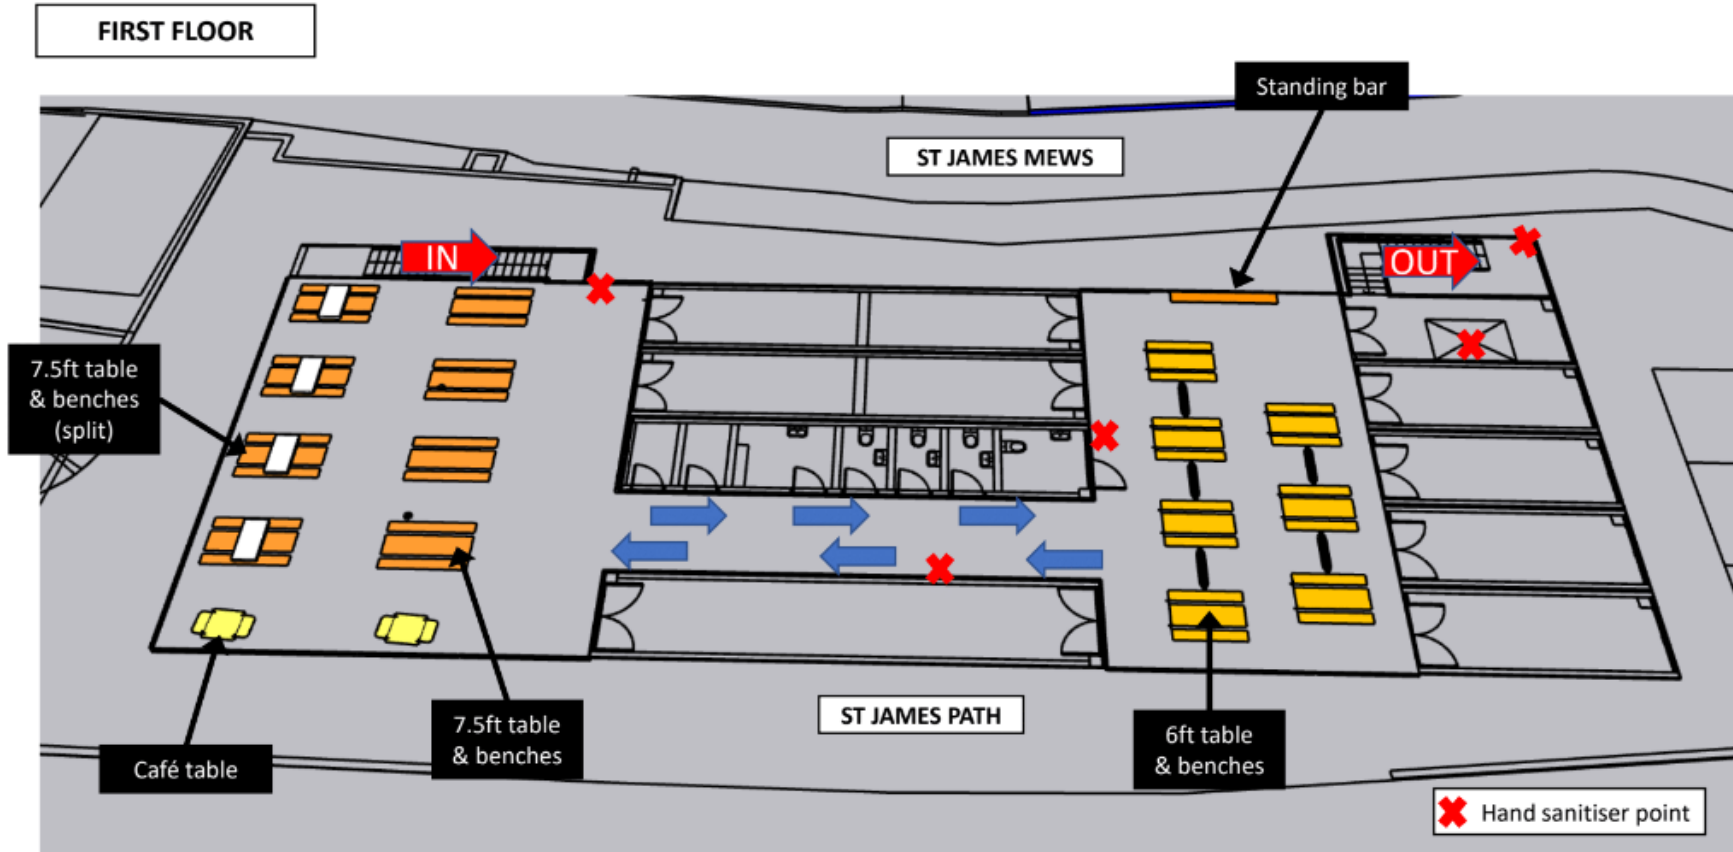 FIRST FLOOR
Standing bar
ST JAMES MEWS
IN
OUT
7.5ft table
& benches
(split)
ST JAMES PATH
7.5ft table
& benches
6ft table
& benches
Café table
Hand sanitiser point